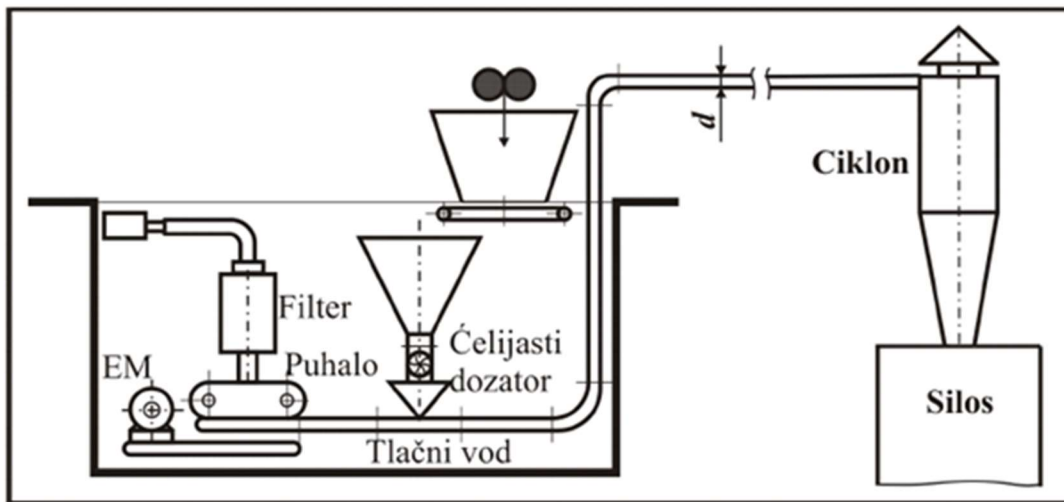 d
Ciklon
Filter
Ćelijasti
dozator
EM
Puhalo
Silos
Tlačni vod